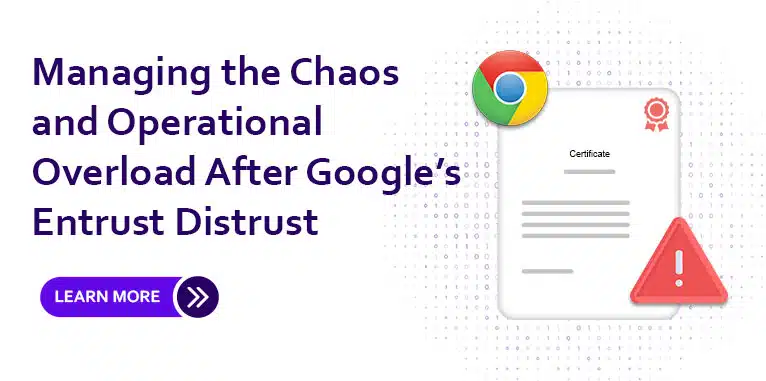 Managing the Chaos
and Operational
Overload After Google’s
Entrust Distrust
LEARN MORE
Certificate